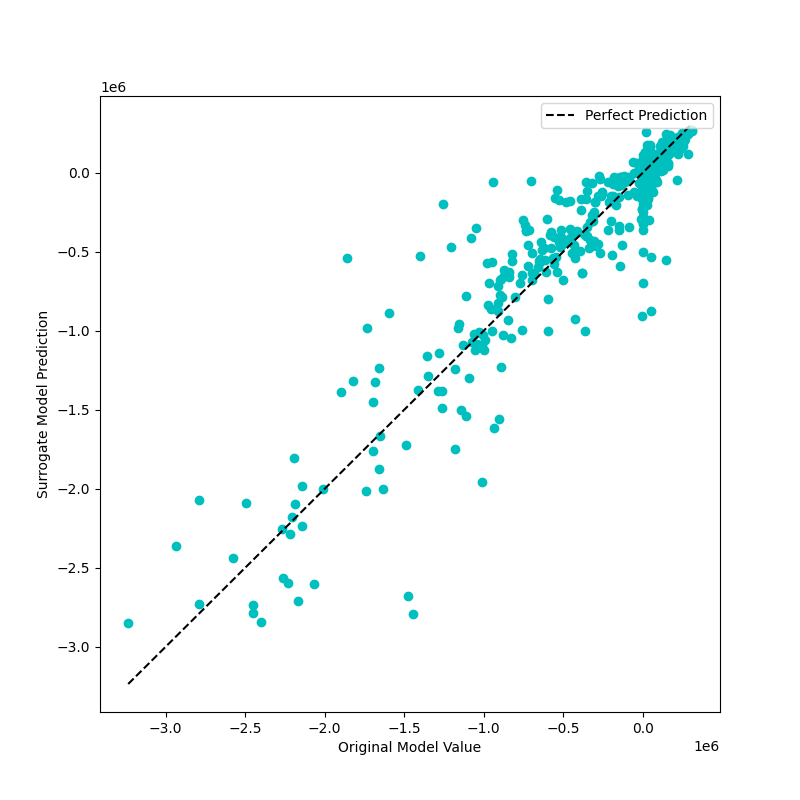 1e6
Perfect Prediction
0.0
−0.5
−1.0
−1.5
−2.0
−2.5
−3.0
Surrogate Model Prediction
−3.0 −2.5 −2.0 −1.5 −1.0 −0.5 0.0
Original Model Value
1e6